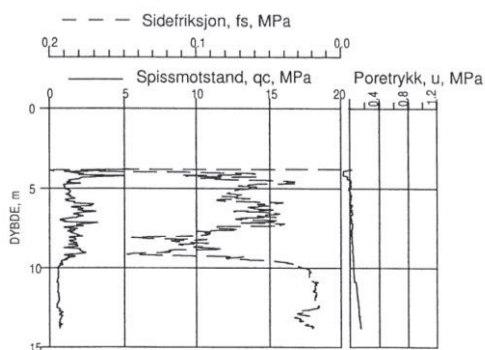 Sidefriksjon, fs, MPa
0,2 0,1 0,0
Spissmotstand, qc, MPa Poretrykk, u, MPa
0 5 10 15 20 0.4 0.8 1.2
0
5
10
15
DYBDE, m